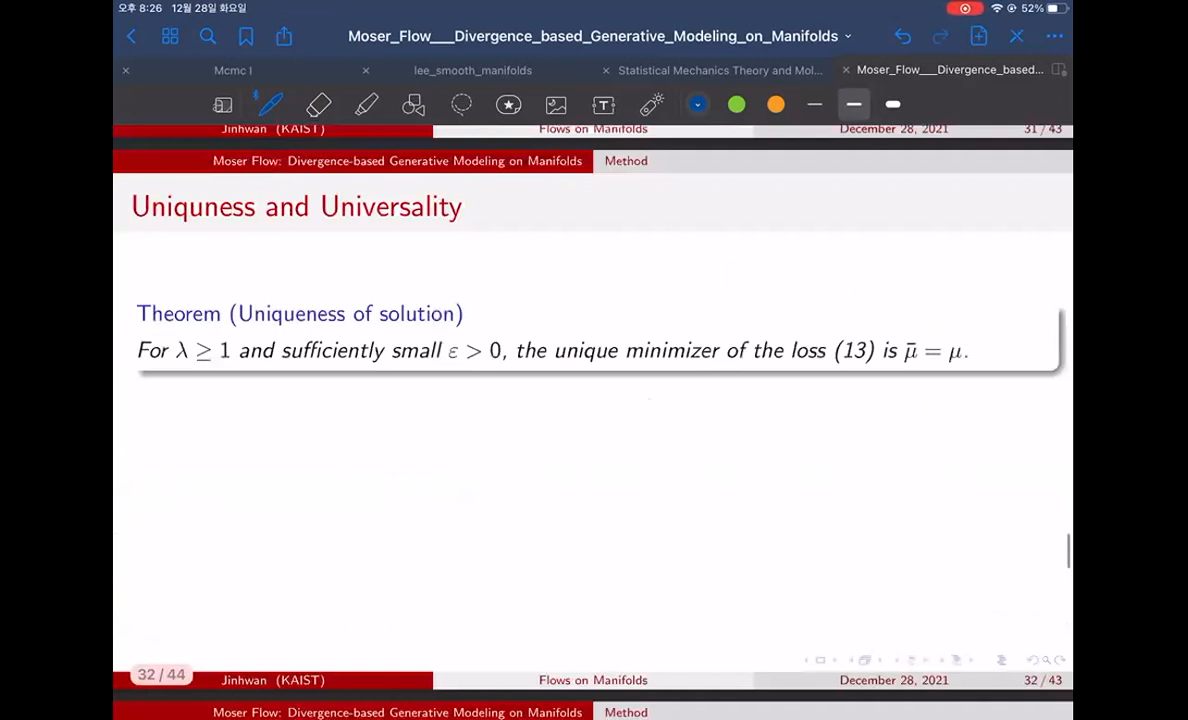 오후 8:26 12월 28일 화요일
52%
Moser_Flow___Divergence_based_Generative_Modeling_on_Manifolds
Mcmc I
lee_smooth_manifolds
Statistical Mechanics Theory and Mol...
Moser_Flow___Divergence_based...
Jinhwan (KAIST) Flows on Manifolds December 28, 2021 31 / 43
Moser Flow: Divergence-based Generative Modeling on Manifolds Method
Uniquness and Universality
Theorem (Uniqueness of solution)
For λ ≥ 1 and sufficiently small ε > 0, the unique minimizer of the loss (13) is μ̄ = μ.
32 / 44
Jinhwan (KAIST) Flows on Manifolds December 28, 2021 32 / 43
Moser Flow: Divergence-based Generative Modeling on Manifolds Method